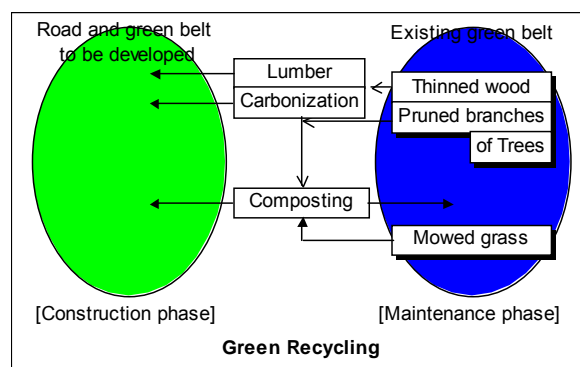 Road and green belt
to be developed
Existing green belt
Lumber
Carbonization
Thinned wood
Pruned branches
of Trees
Composting
Mowed grass
[Construction phase]
[Maintenance phase]
Green Recycling